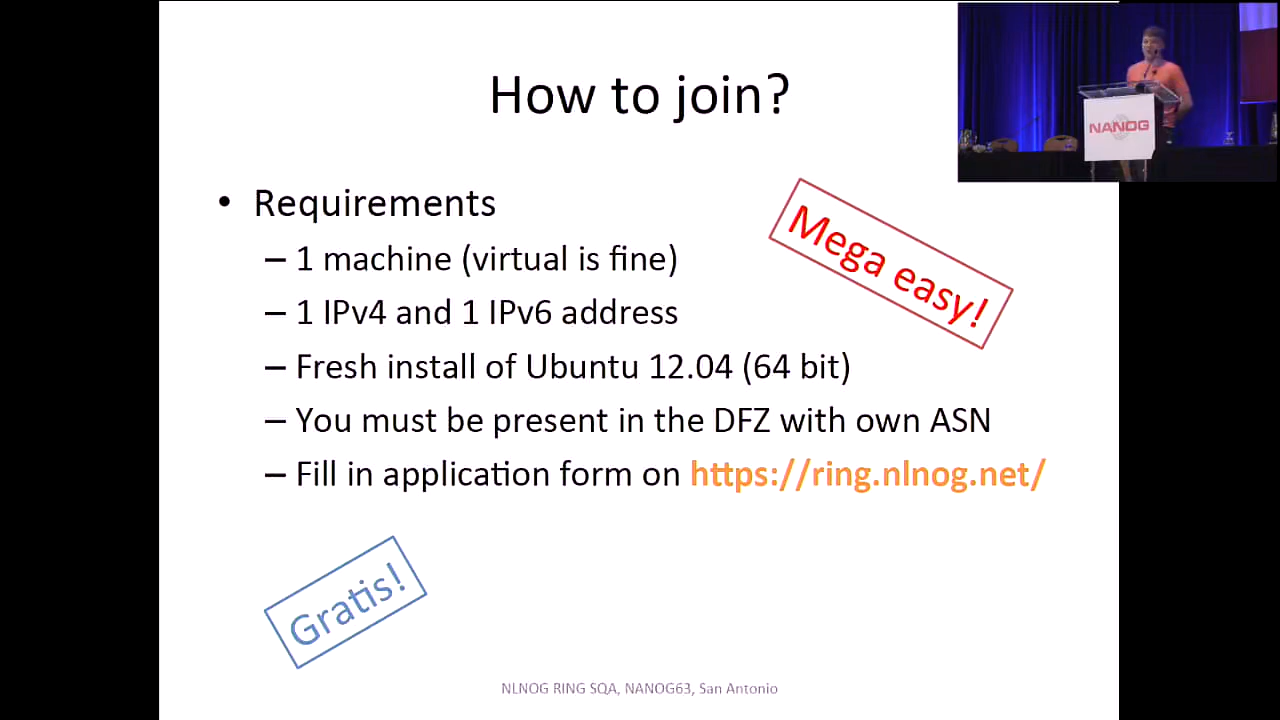 How to join?
NANOG
• Requirements
Mega easy!
– 1 machine (virtual is fine)
– 1 IPv4 and 1 IPv6 address
– Fresh install of Ubuntu 12.04 (64 bit)
– You must be present in the DFZ with own ASN
– Fill in application form on https://ring.nlnog.net/
Gratis!
NLNOG RING SQA, NANOG63, San Antonio